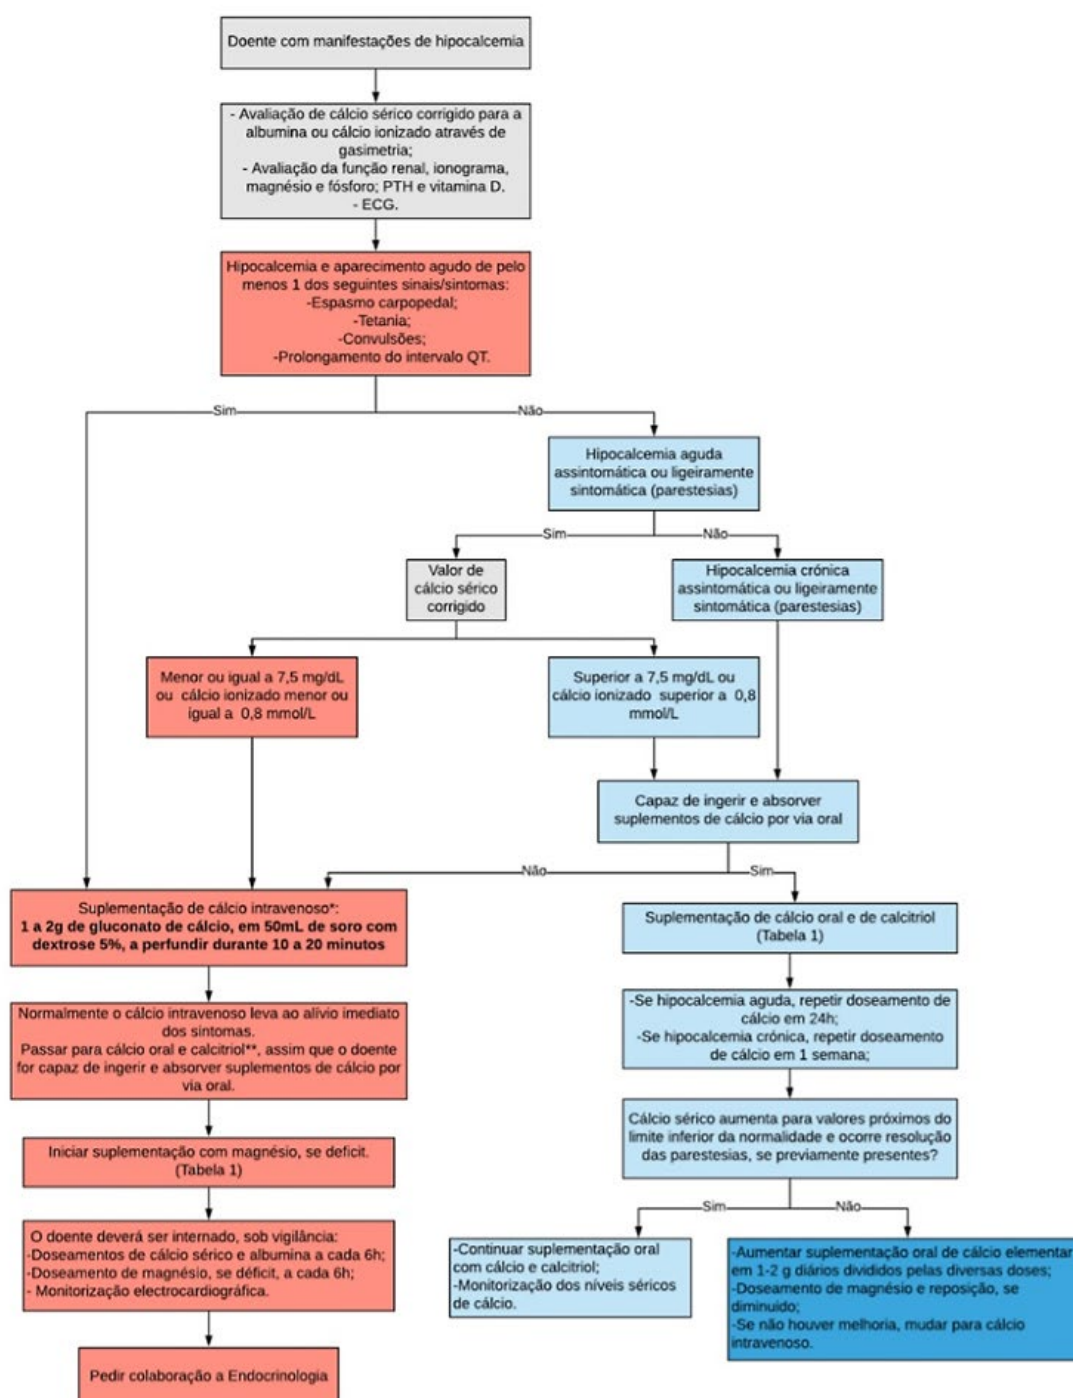 Doente com manifestações de hipocalcemia
- Avaliação de cálcio sérico corrigido para a
albumina ou cálcio ionizado através de
gasimetria;
- Avaliação da função renal, ionograma,
magnésio e fósforo; PTH e vitamina D.
- ECG.
Hipocalcemia e aparecimento agudo de pelo
menos 1 dos seguintes sinais/sintomas:
-Espasmo carpopedal;
-Tetania;
-Convulsões;
-Prolongamento do intervalo QT.
Sim
Não
Hipocalcemia aguda
assintomática ou ligeiramente
sintomática (parestesias)
Sim
Não
Valor de
cálcio sérico
corrigido
Hipocalcemia crónica
assintomática ou ligeiramente
sintomática (parestesias)
Menor ou igual a 7,5 mg/dL
ou cálcio ionizado menor ou
igual a 0,8 mmol/L
Superior a 7,5 mg/dL ou
cálcio ionizado superior a 0,8
mmol/L
Capaz de ingerir e absorver
suplementos de cálcio por via oral
Não
Sim
Suplementação de cálcio intravenoso*:
1 a 2g de gluconato de cálcio, em 50mL de soro com
dextrose 5%, a perfundir durante 10 a 20 minutos
Suplementação de cálcio oral e de calcitriol
(Tabela 1)
Normalmente o cálcio intravenoso leva ao alívio imediato
dos sintomas.
Passar para cálcio oral e calcitriol**, assim que o doente
for capaz de ingerir e absorver suplementos de cálcio por
via oral.
-Se hipocalcemia aguda, repetir doseamento de
cálcio em 24h;
-Se hipocalcemia crónica, repetir doseamento
de cálcio em 1 semana;
Iniciar suplementação com magnésio, se deficit.
(Tabela 1)
Cálcio sérico aumenta para valores próximos do
limite inferior da normalidade e ocorre resolução
das parestesias, se previamente presentes?
Sim
Não
O doente deverá ser internado, sob vigilância:
-Doseamentos de cálcio sérico e albumina a cada 6h;
-Doseamento de magnésio, se déficit, a cada 6h;
- Monitorização electrocardiográfica.
-Continuar suplementação oral
com cálcio e calcitriol;
-Monitorização dos níveis séricos
de cálcio.
-Aumentar suplementação oral de cálcio elementar
em 1-2 g diários divididos pelas diversas doses;
-Doseamento de magnésio e reposição, se
diminuido;
-Se não houver melhoria, mudar para cálcio
intravenoso.
Pedir colaboração a Endocrinologia